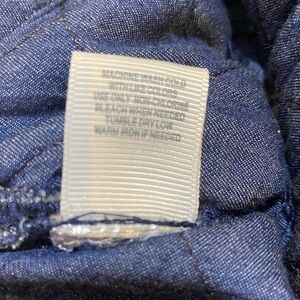 MACHINE WASH COLD
WITH LIKE COLORS
USE ONLY NON-CHLORINE
BLEACH WHEN NEEDED
TUMBLE DRY LOW
WARM IRON IF NEEDED